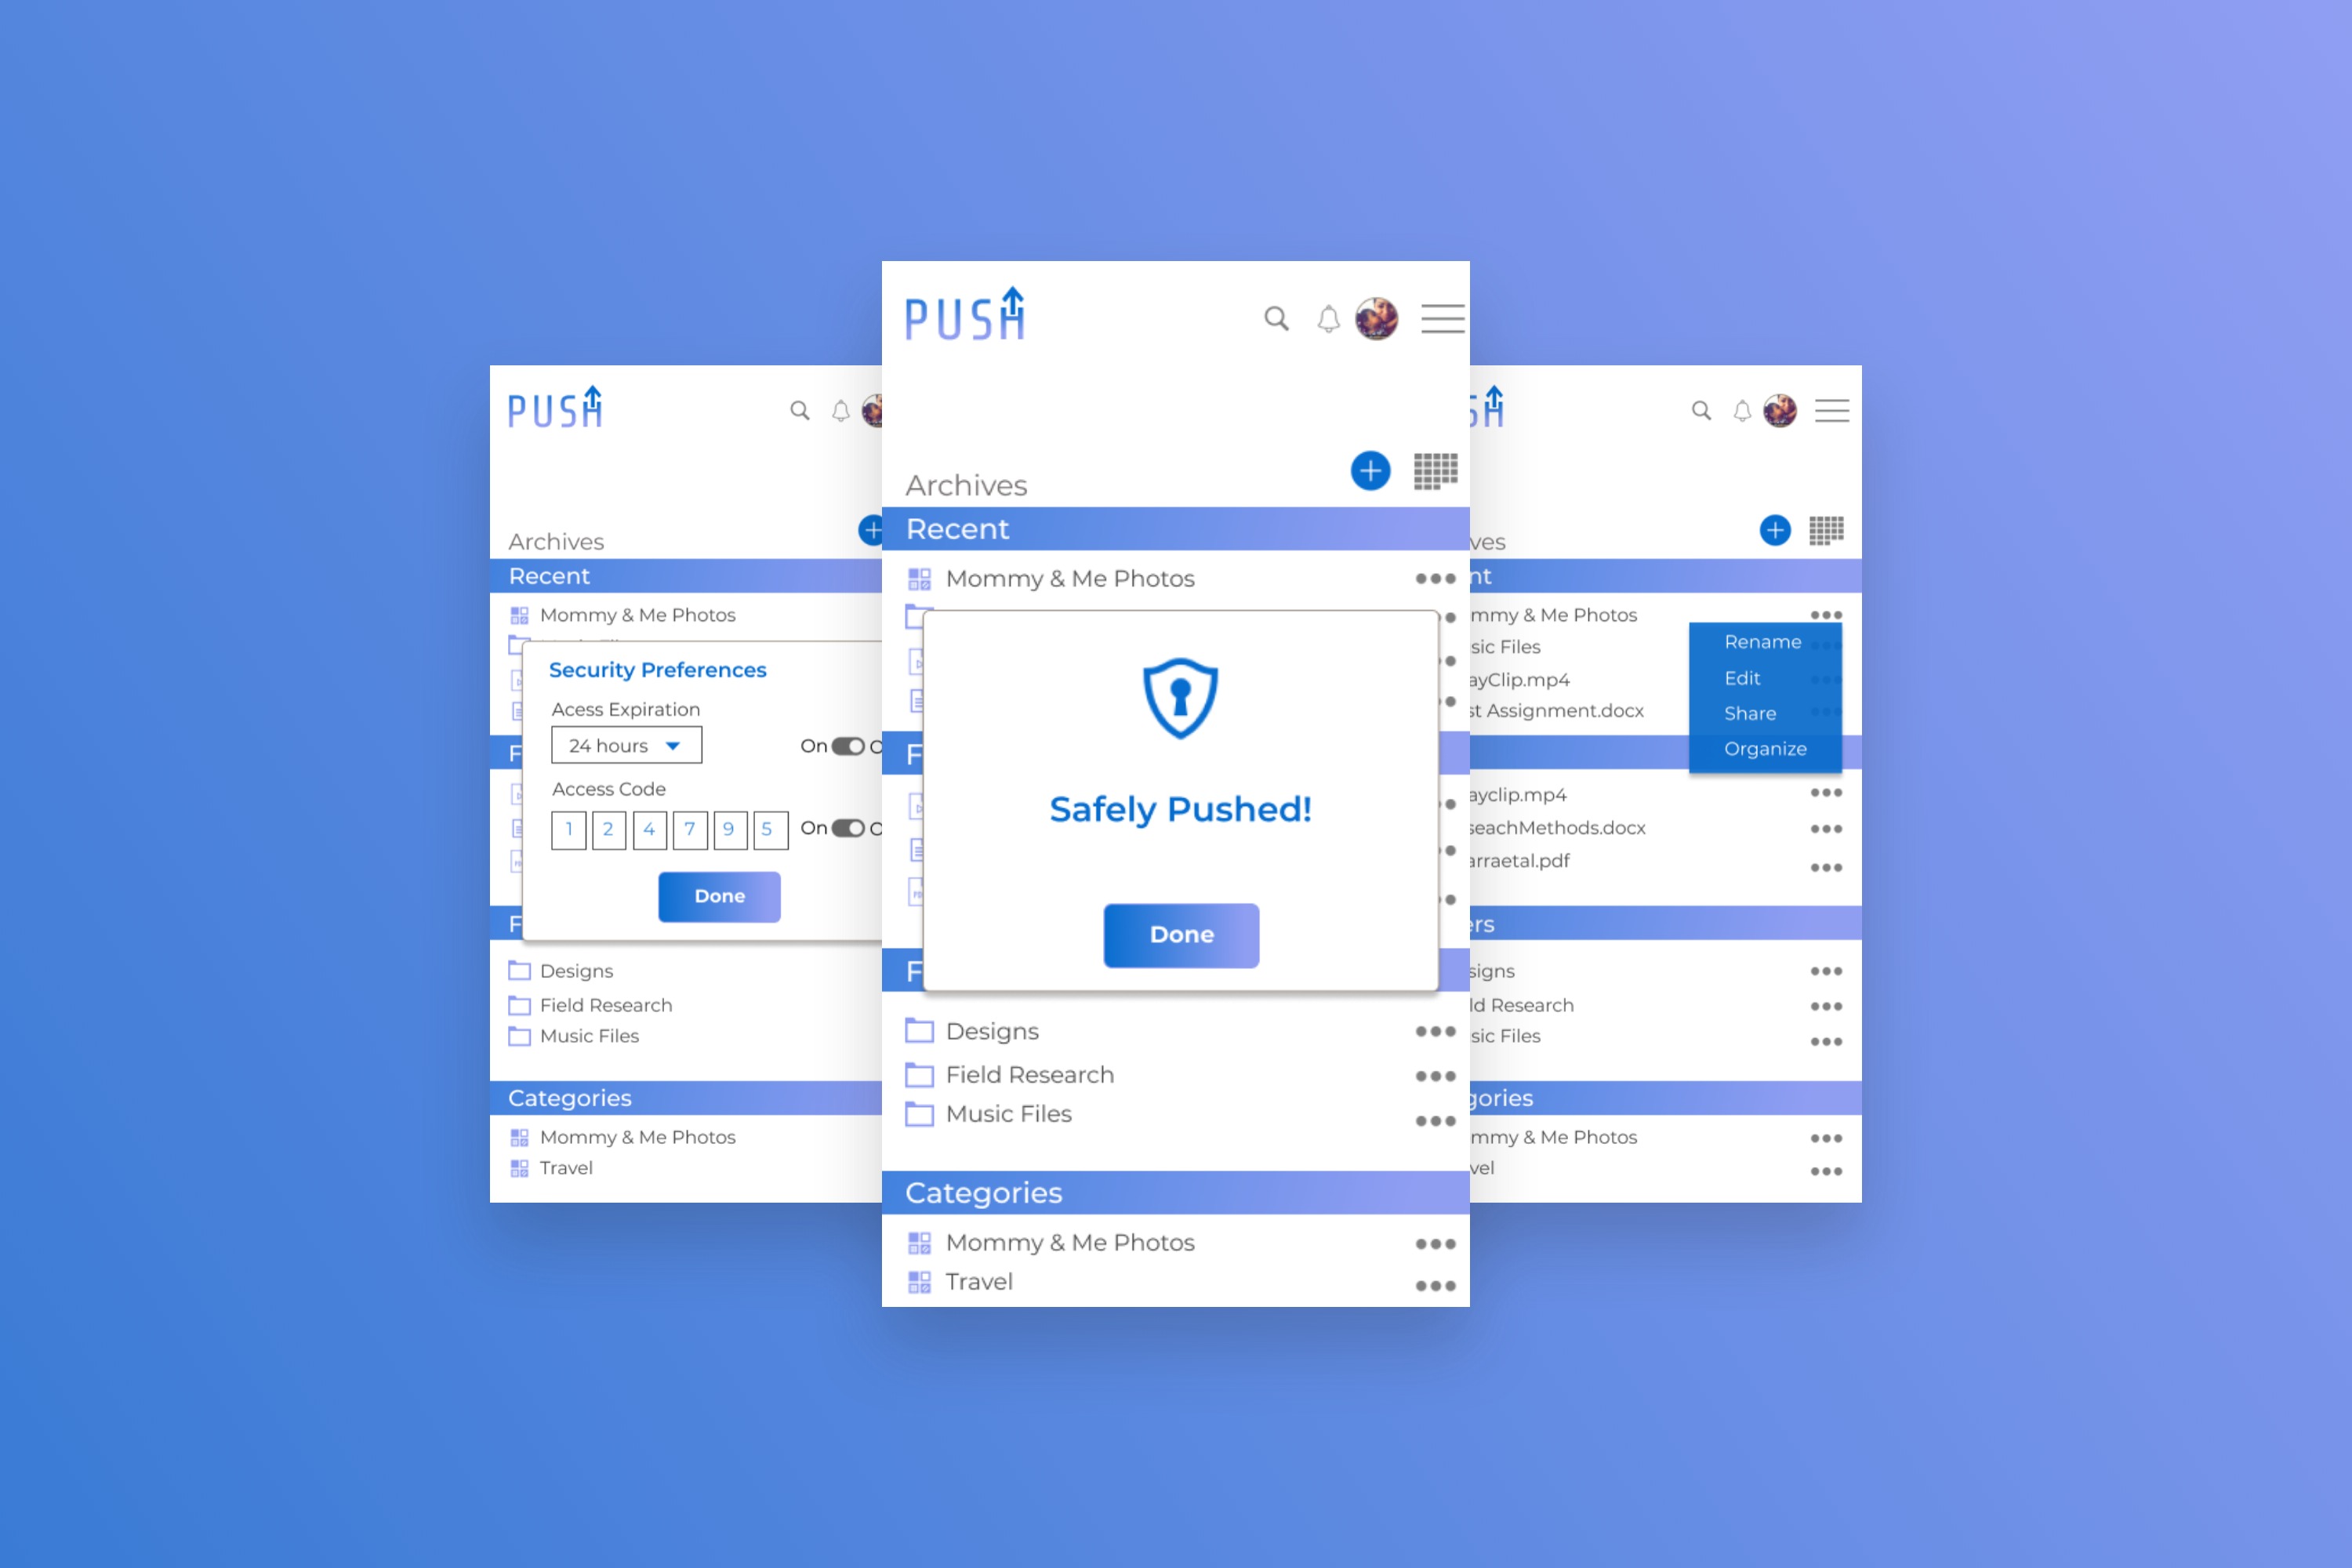 PUSH
Archives
Recent
Mommy & Me Photos
Security Preferences
Acess Expiration
24 hours
On
Access Code
1 2 4 7 9 5
On
Done
F
F
Designs
Field Research
Music Files
Categories
Mommy & Me Photos
Travel
PUSH
Archives
Recent
Mommy & Me Photos
F
Safely Pushed!
Done
F
Designs
Field Research
Music Files
Categories
Mommy & Me Photos
Travel
SH
ves
nt
mmy & Me Photos
sic Files
ayClip.mp4
st Assignment.docx
Rename
Edit
Share
Organize
ayclip.mp4
seachMethods.docx
arraetal.pdf
ers
signs
ld Research
sic Files
gories
mmy & Me Photos
vel